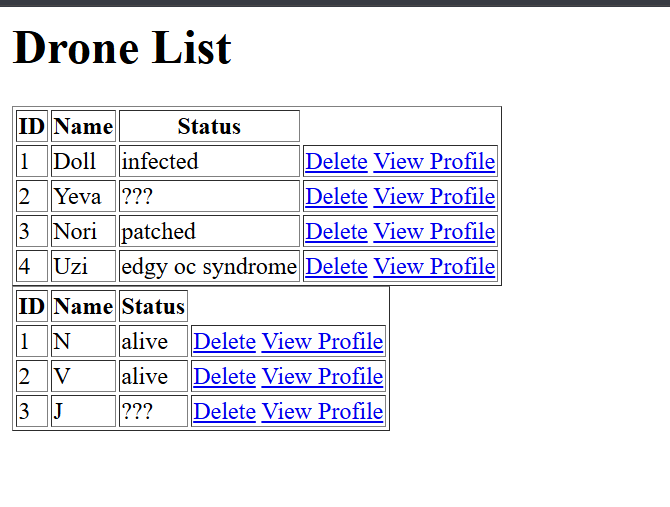 Drone List
ID Name Status
1 Doll infected Delete View Profile
2 Yeva ??? Delete View Profile
3 Nori patched Delete View Profile
4 Uzi edgy oc syndrome Delete View Profile
ID Name Status
1 N alive Delete View Profile
2 V alive Delete View Profile
3 J ??? Delete View Profile